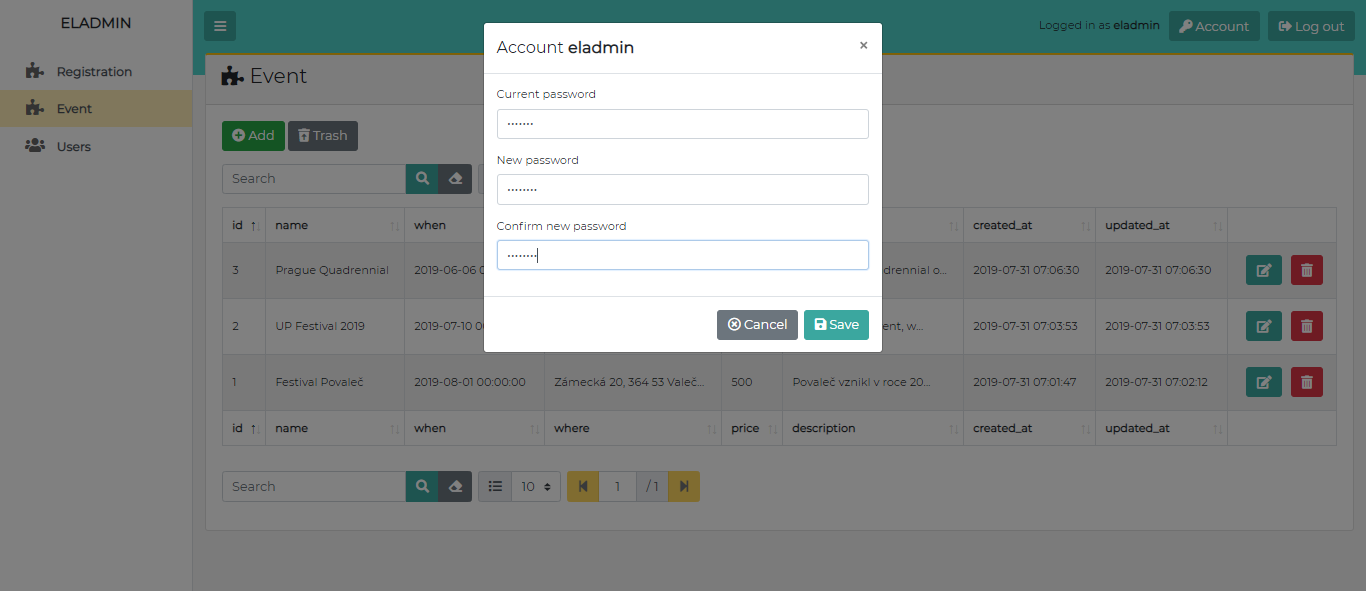 ELADMIN
Registration
Event
Users
Logged in as eladmin
Account
Log out
Event
Add
Trash
Search
Account eladmin
×
Current password
·······
New password
········
Confirm new password
········
Cancel
Save
id name when created_at updated_at
3 Prague Quadrennial 2019-06-06 0 drennial o... 2019-07-31 07:06:30 2019-07-31 07:06:30
2 UP Festival 2019 2019-07-10 0 ent, w... 2019-07-31 07:03:53 2019-07-31 07:03:53
1 Festival Povaleč 2019-08-01 00:00:00 Zámecká 20, 364 53 Valeč... 500 Povaleč vznikl v roce 20... 2019-07-31 07:01:47 2019-07-31 07:02:12
id name when where price description created_at updated_at
Search 10 1 / 1